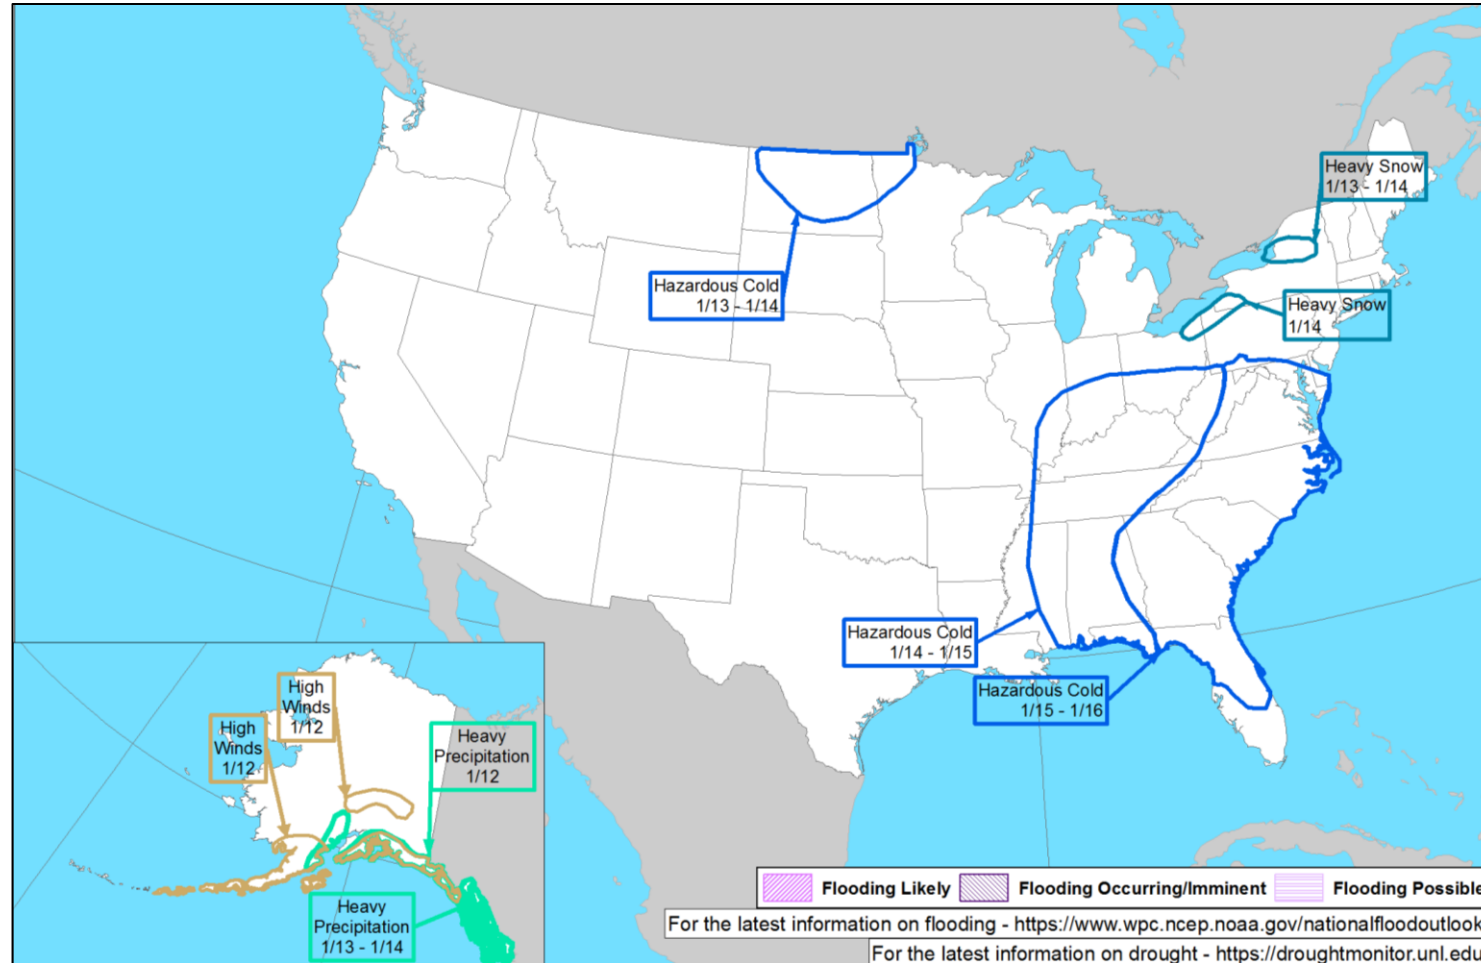 Heavy Snow
1/13 - 1/14
Hazardous Cold
1/13 - 1/14
Heavy Snow
1/14
Hazardous Cold
1/14 - 1/15
Hazardous Cold
1/15 - 1/16
High
Winds
1/12
High
Winds
1/12
Heavy
Precipitation
1/12
Heavy
Precipitation
1/13 - 1/14
Flooding Likely Flooding Occurring/Imminent Flooding Possible
For the latest information on flooding - https://www.wpc.ncep.noaa.gov/nationalfloodoutlook
For the latest information on drought - https://droughtmonitor.unl.edu